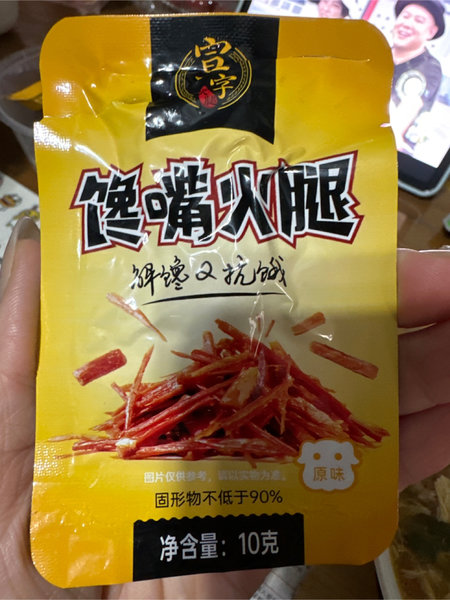 宣字
馋嘴火腿
解馋又抗饿
图片仅供参考，请以实物为准。
原味
固形物不低于90%
净含量：10克